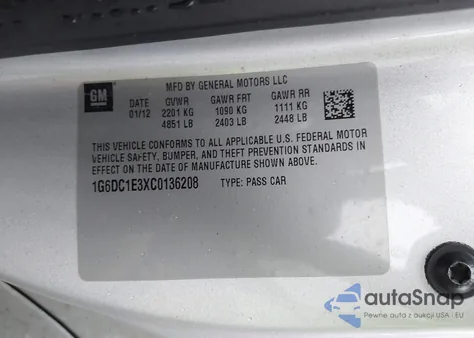 GM
MFD BY GENERAL MOTORS LLC
DATE GVWR GAWR FRT GAWR RR
01/12 2201 KG 1090 KG 1111 KG
4851 LB 2403 LB 2448 LB
THIS VEHICLE CONFORMS TO ALL APPLICABLE U.S. FEDERAL MOTOR
VEHICLE SAFETY, BUMPER, AND THEFT PREVENTION STANDARDS
IN EFFECT ON THE DATE OF MANUFACTURE SHOWN ABOVE.
1G6DC1E3XC0136208 TYPE: PASS CAR
autoSnap
Pewne auta z aukcji USA i EU